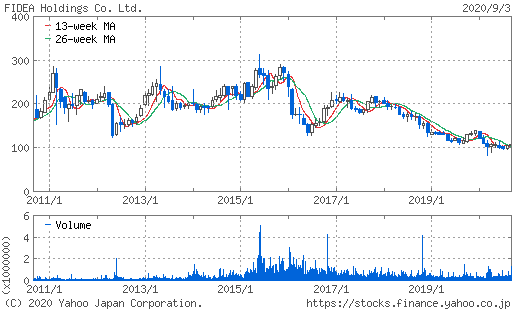 FIDEA Holdings Co. Ltd. 2020/9/3
400
13-week MA
26-week MA
300
200
100
0
2011/1 2013/1 2015/1 2017/1 2019/1
6
Volume
4
2
0
(x1000000)
2011/1 2013/1 2015/1 2017/1 2019/1
(C) 2020 Yahoo Japan Corporation. https://stocks.finance.yahoo.co.jp